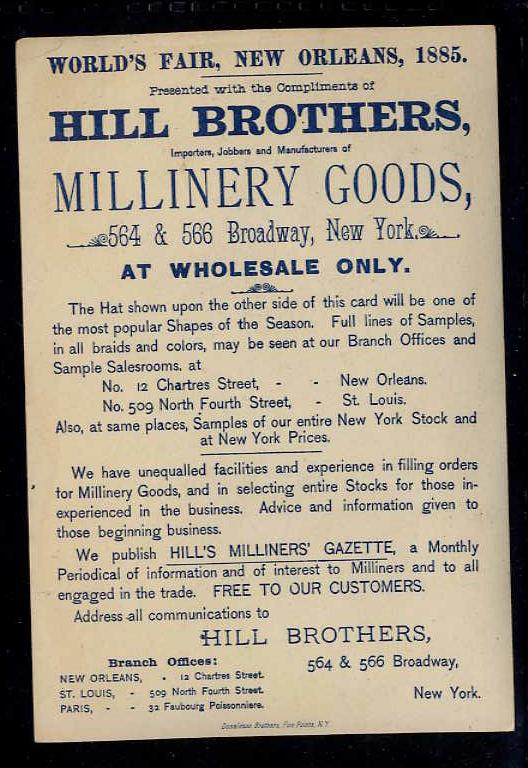 WORLD'S FAIR, NEW ORLEANS, 1885.
Presented with the Compliments of
HILL BROTHERS,
Importers, Jobbers and Manufacturers of
MILLINERY GOODS,
564 & 566 Broadway, New York.
AT WHOLESALE ONLY.
The Hat shown upon the other side of this card will be one of
the most popular Shapes of the Season. Full lines of Samples,
in all braids and colors, may be seen at our Branch Offices and
Sample Salesrooms. at
No. 12 Chartres Street, - - New Orleans.
No. 509 North Fourth Street, - St. Louis.
Also, at same places, Samples of our entire New York Stock and
at New York Prices.
We have unequalled facilities and experience in filling orders
for Millinery Goods, and in selecting entire Stocks for those in-
experienced in the business. Advice and information given to
those beginning business.
We publish HILL'S MILLINERS' GAZETTE, a Monthly
Periodical of information and of interest to Milliners and to all
engaged in the trade. FREE TO OUR CUSTOMERS.
Address all communications to
HILL BROTHERS,
564 & 566 Broadway,
New York.
Branch Offices:
NEW ORLEANS, - 12 Chartres Street.
ST. LOUIS, - 509 North Fourth Street.
PARIS, - - 32 Faubourg Poissonniere.
Donaldson Brothers, Five Points, N.Y.